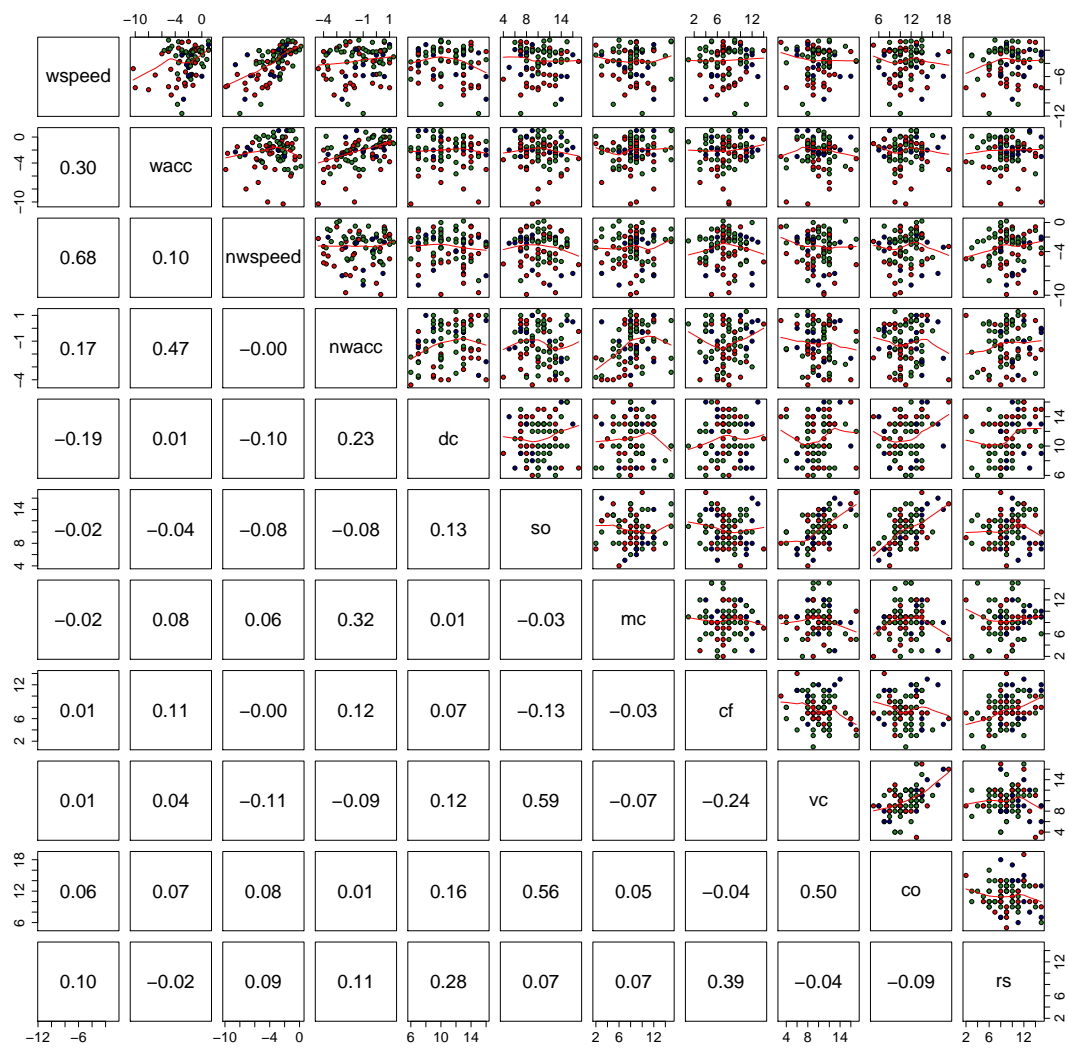 −10 −4 0 −4 −1 1 4 8 14 2 6 12 6 12 18
wspeed
−6
−12
0
0.30 wacc
−4
−10
0
0.68 0.10 nwspeed
−4
−10
1
0.17 0.47 −0.00 nwacc
−1
−4
14
−0.19 0.01 −0.10 0.23 dc
10
6
14
−0.02 −0.04 −0.08 −0.08 0.13 so
8
4
12
−0.02 0.08 0.06 0.32 0.01 −0.03 mc
6
2
12
0.01 0.11 −0.00 0.12 0.07 −0.13 −0.03 cf
6
2
14
0.01 0.04 −0.11 −0.09 0.12 0.59 −0.07 −0.24 vc
8
4
18
0.06 0.07 0.08 0.01 0.16 0.56 0.05 −0.04 0.50 co
12
6
12
0.10 −0.02 0.09 0.11 0.28 0.07 0.07 0.39 −0.04 −0.09 rs
6
2
−12 −6 −10 −4 0 6 10 14 2 6 12 4 8 14 2 6 12